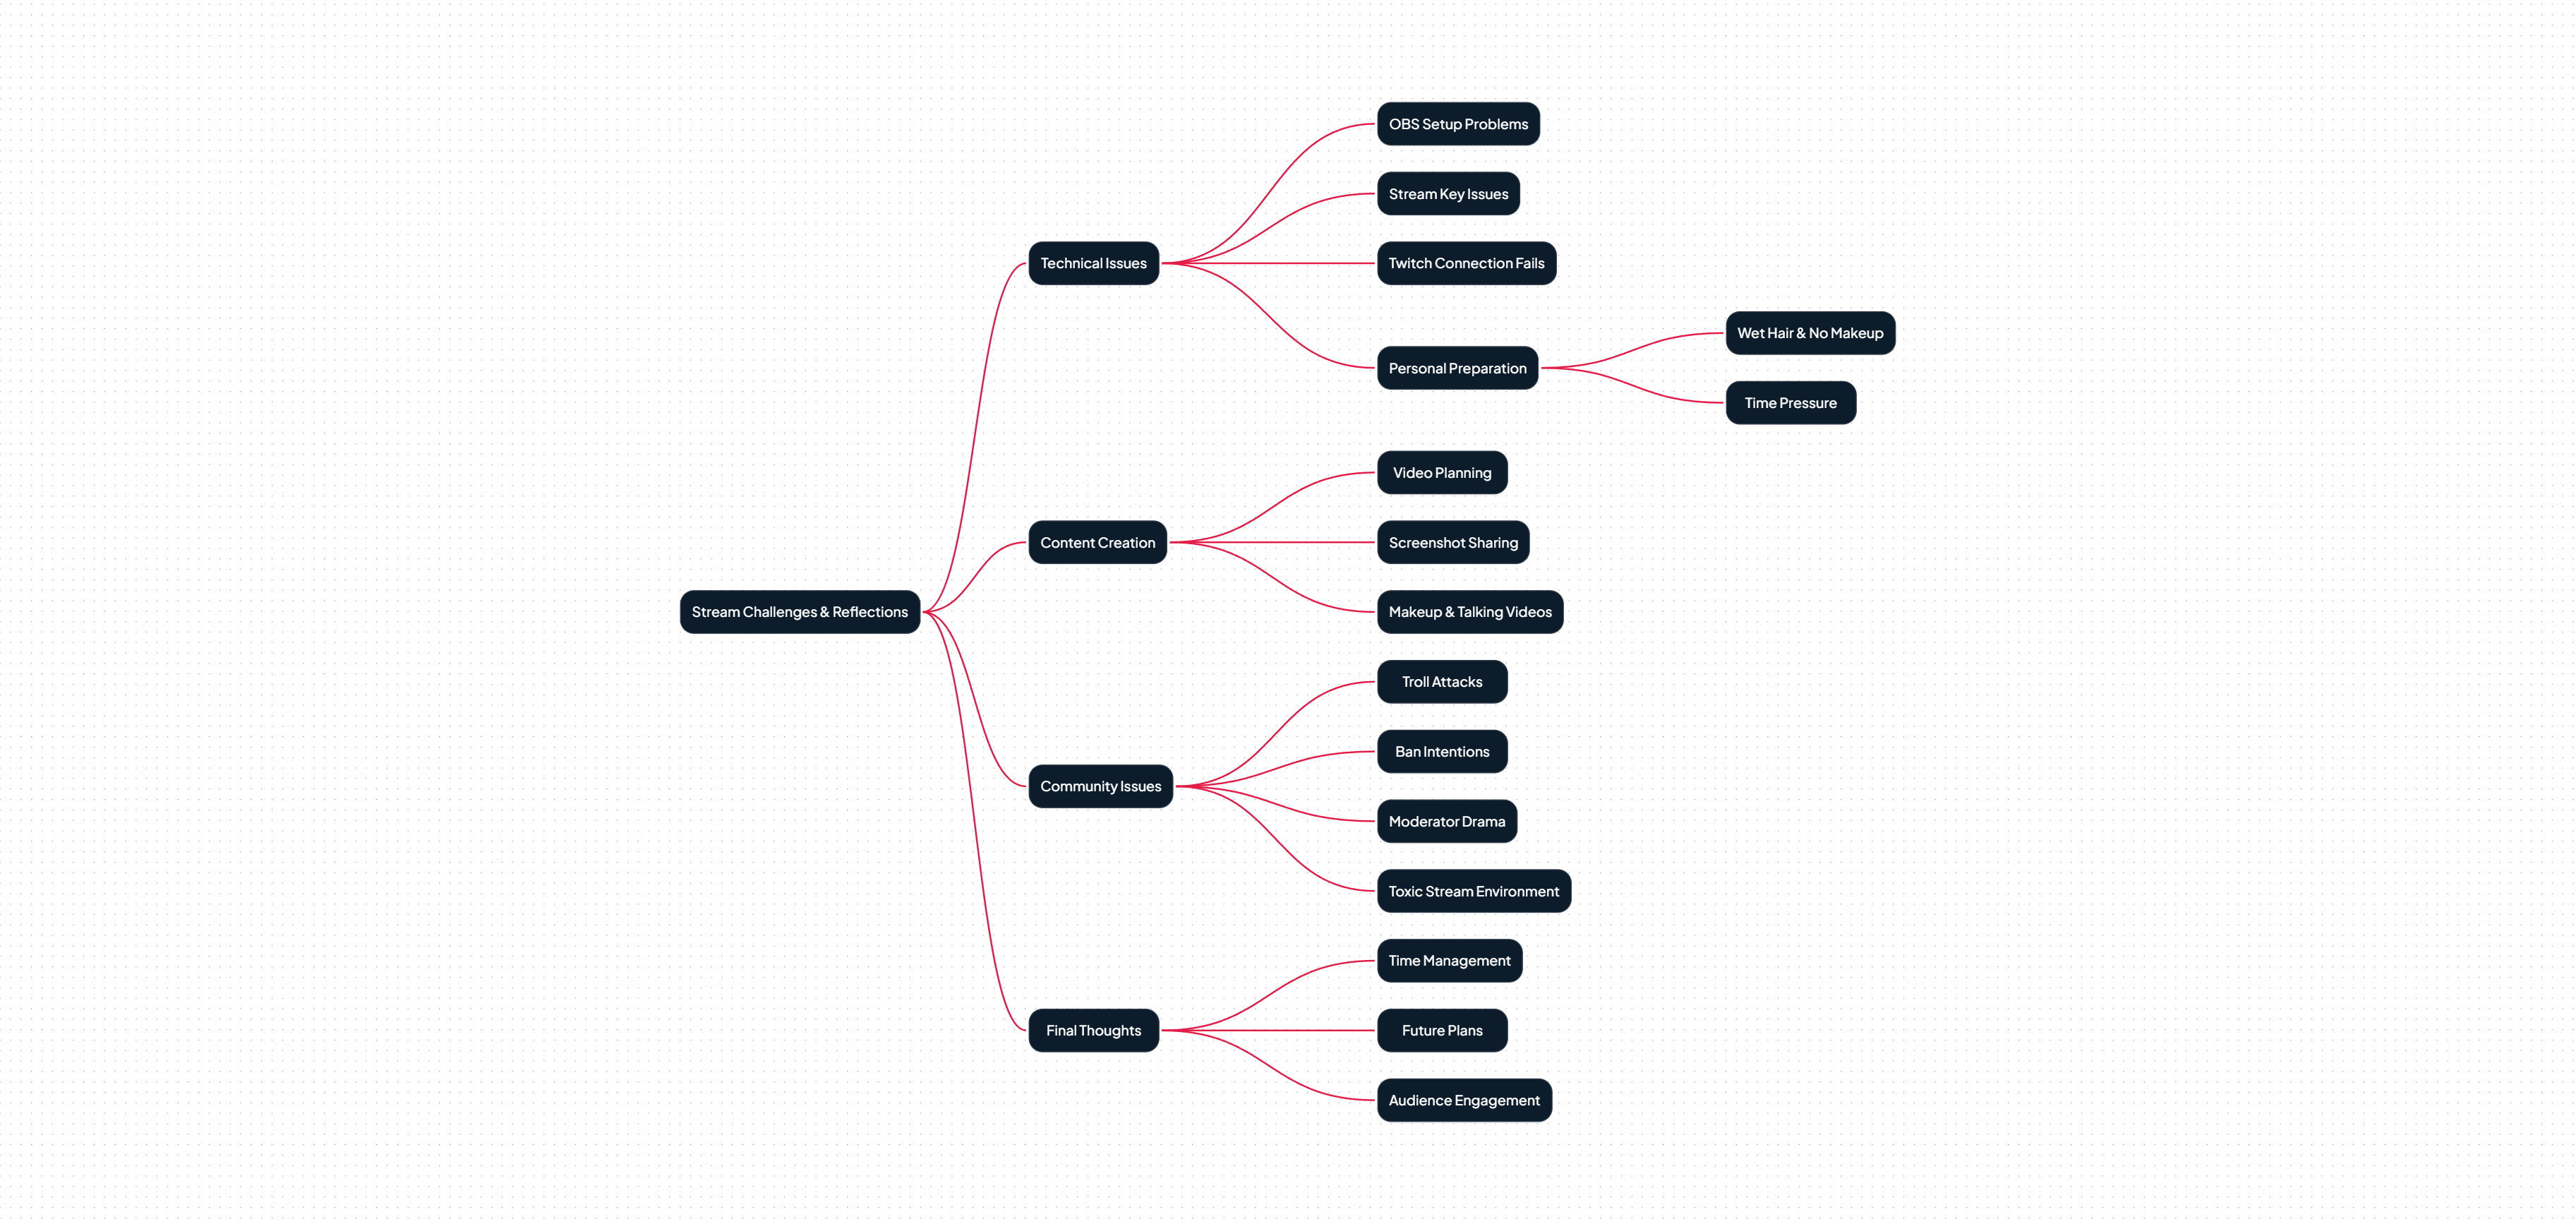 OBS Setup Problems
Stream Key Issues
Technical Issues
Twitch Connection Fails
Wet Hair & No Makeup
Personal Preparation
Time Pressure
Video Planning
Content Creation
Screenshot Sharing
Stream Challenges & Reflections
Makeup & Talking Videos
Troll Attacks
Ban Intentions
Community Issues
Moderator Drama
Toxic Stream Environment
Time Management
Final Thoughts
Future Plans
Audience Engagement